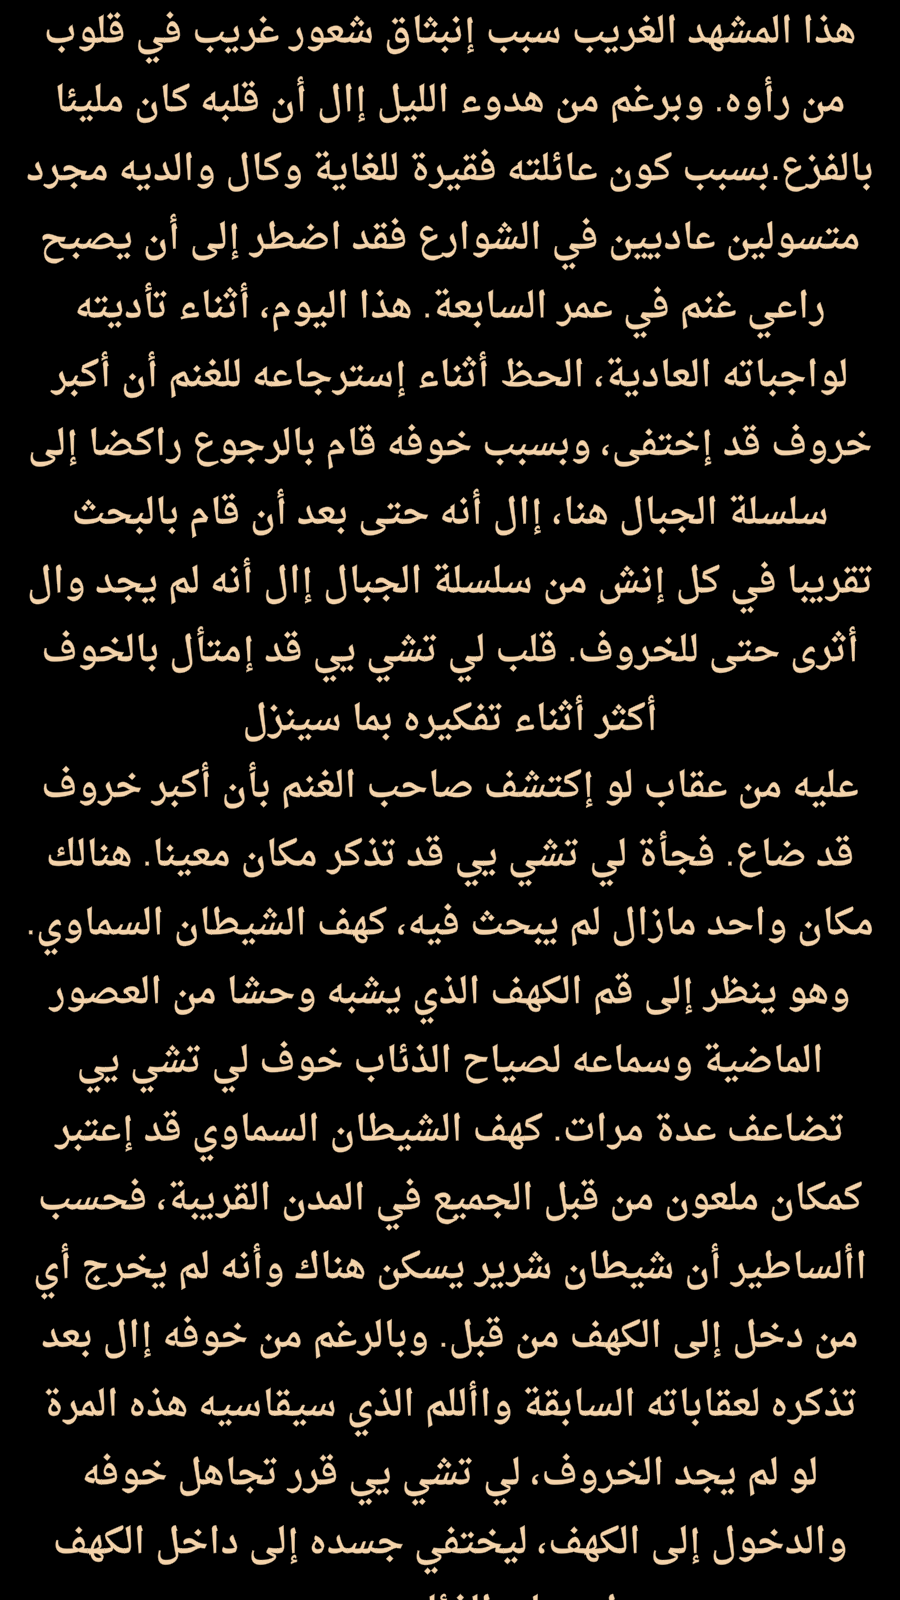 هذا المشهد الغريب سبب إنبثاق شعور غريب في قلوب
من رأوه. وبرغم من هدوء الليل إال أن قلبه كان مليئا
بالفزع.بسبب كون عائلته فقيرة للغاية وكال والديه مجرد
متسولين عاديين في الشوارع فقد اضطر إلى أن يصبح
راعي غنم في عمر السابعة. هذا اليوم، أثناء تأديته
لواجباته العادية، الحظ أثناء إسترجاعه للغنم أن أكبر
خروف قد إختفى، وبسبب خوفه قام بالرجوع راكضا إلى
سلسلة الجبال هنا، إال أنه حتى بعد أن قام بالبحث
تقريبا في كل إنش من سلسلة الجبال إال أنه لم يجد وال
أثرى حتى للخروف. قلب لي تشي يي قد إمتأل بالخوف
أكثر أثناء تفكيره بما سينزل
عليه من عقاب لو إكتشف صاحب الغنم بأن أكبر خروف
قد ضاع. فجأة لي تشي يي قد تذكر مكان معينا. هنالك
مكان واحد مازال لم يبحث فيه، كهف الشيطان السماوي.
وهو ينظر إلى قم الكهف الذي يشبه وحشا من العصور
الماضية وسماعه لصياح الذئاب خوف لي تشي يي
تضاعف عدة مرات. كهف الشيطان السماوي قد إعتبر
كمكان ملعون من قبل الجميع في المدن القريبة، فحسب
األساطير أن شيطان شرير يسكن هناك وأنه لم يخرج أي
من دخل إلى الكهف من قبل. وبالرغم من خوفه إال بعد
تذكره لعقاباته السابقة واأللم الذي سيقاسيه هذه المرة
لو لم يجد الخروف، لي تشي يي قرر تجاهل خوفه
والدخول إلى الكهف، ليختفي جسده إلى داخل الكهف